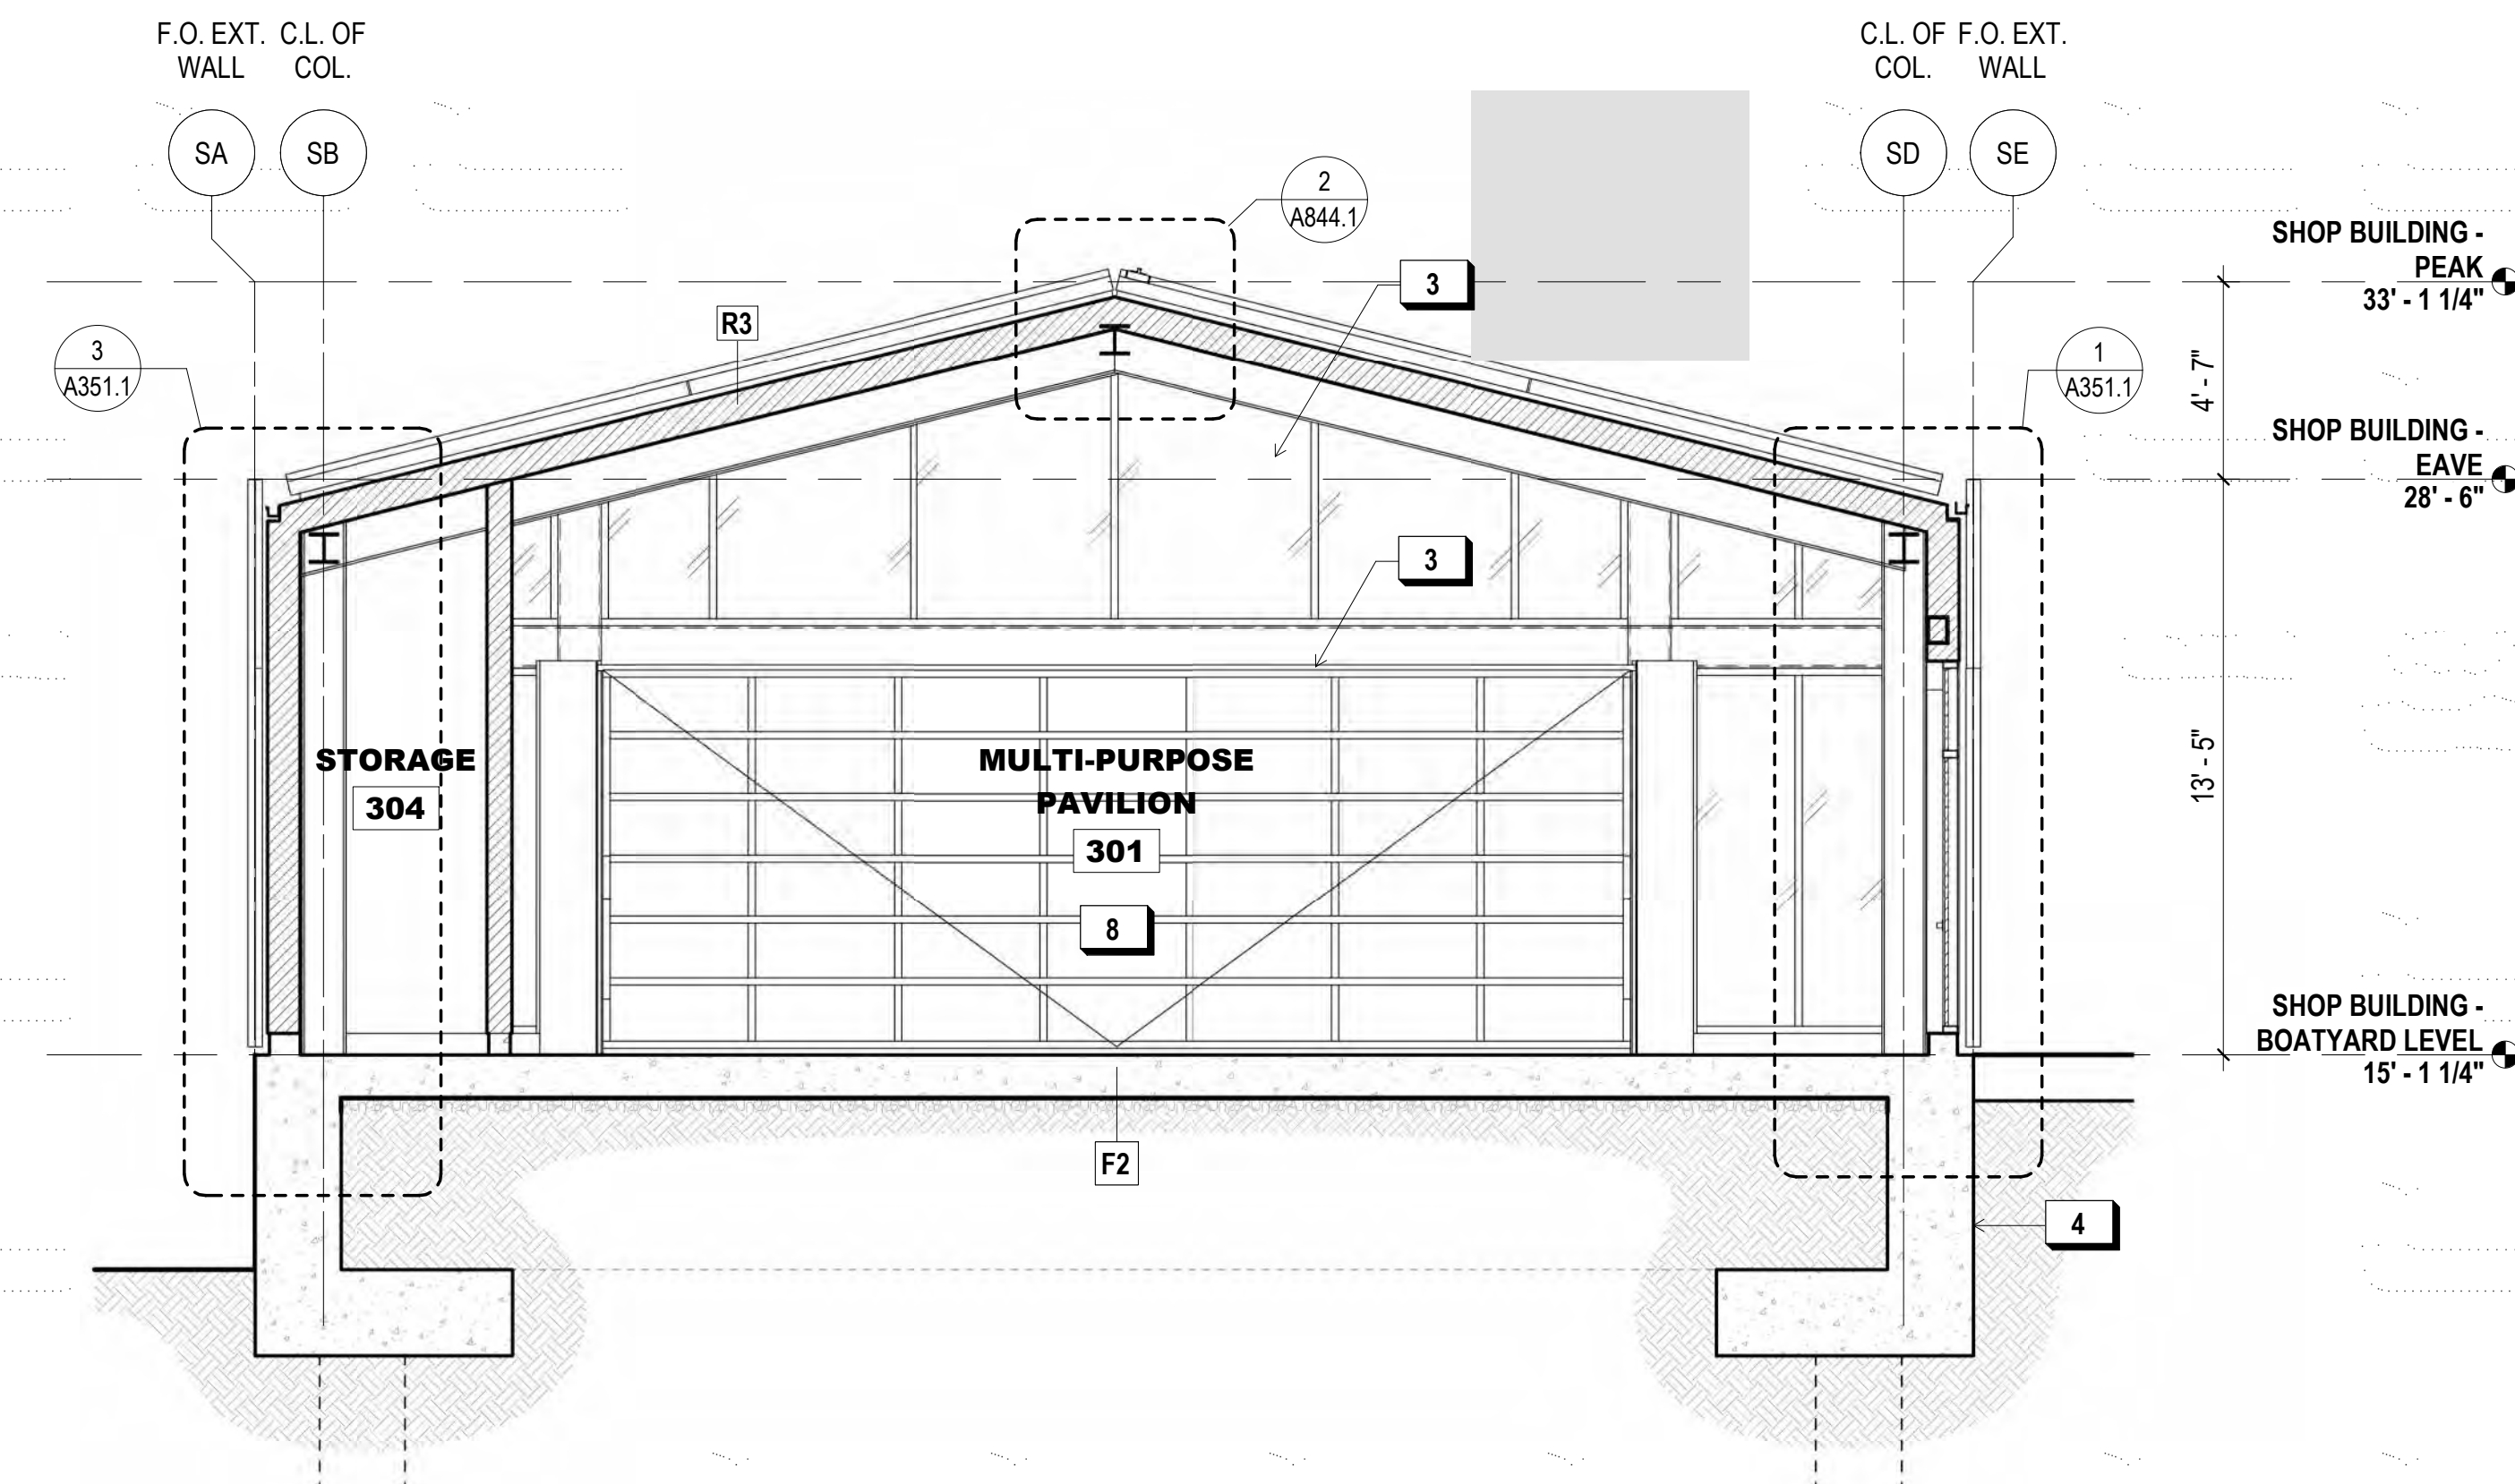 F.O. EXT.
WALL
C.L. OF
COL.
C.L. OF
COL.
F.O. EXT.
WALL
SA
SB
SD
SE
2
A844.1
SHOP BUILDING -
PEAK
33' - 1 1/4"
3
R3
3
A351.1
1
A351.1
4' - 7"
SHOP BUILDING -
EAVE
28' - 6"
3
STORAGE
304
MULTI-PURPOSE
PAVILION
301
8
13' - 5"
SHOP BUILDING -
BOATYARD LEVEL
15' - 1 1/4"
F2
4